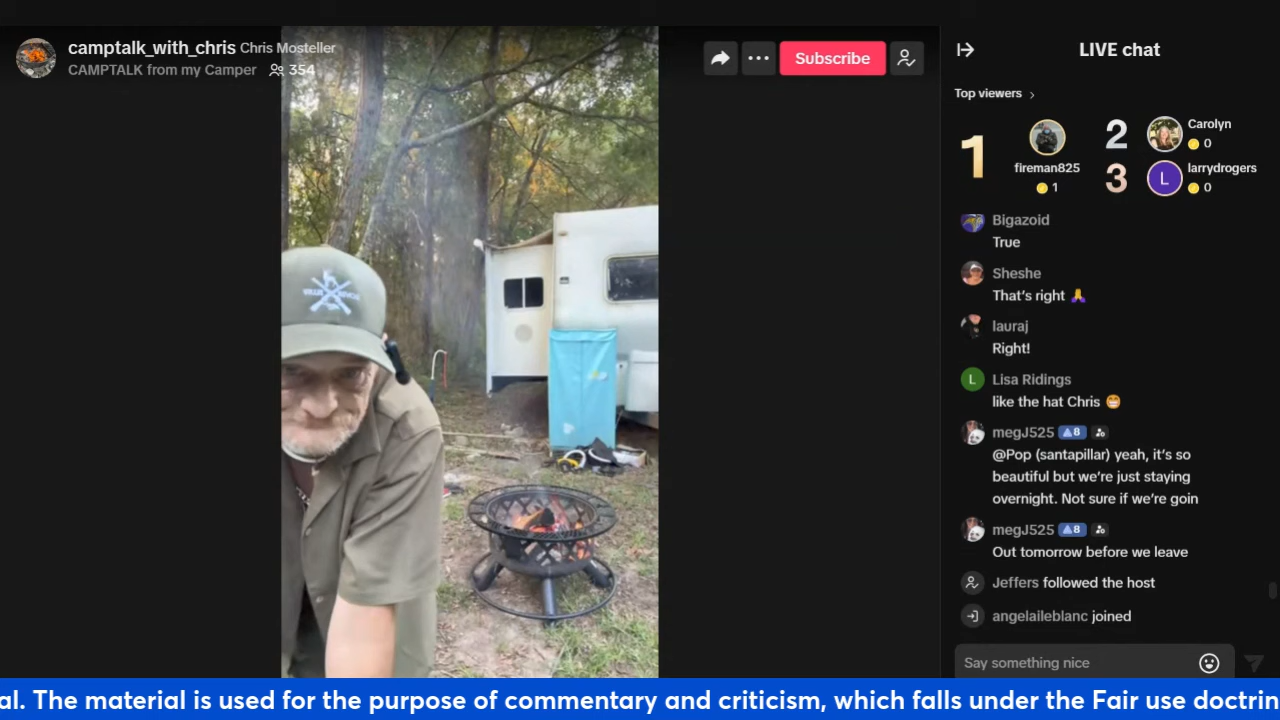 camptalk_with_chris Chris Mosteller
CAMPTALK from my Camper 354
Subscribe
LIVE chat
Top viewers >
1
fireman825
1
2
Carolyn
0
3
L
larrydrogers
0
Bigazoid
True
Sheshe
That's right 🙏
lauraj
Right!
L
Lisa Ridings
like the hat Chris 😁
megJ525 8
@Pop (santapillar) yeah, it's so
beautiful but we're just staying
overnight. Not sure if we're goin
megJ525 8
Out tomorrow before we leave
Jeffers followed the host
angelaileblanc joined
Say something nice
al. The material is used for the purpose of commentary and criticism, which falls under the Fair use doctrin